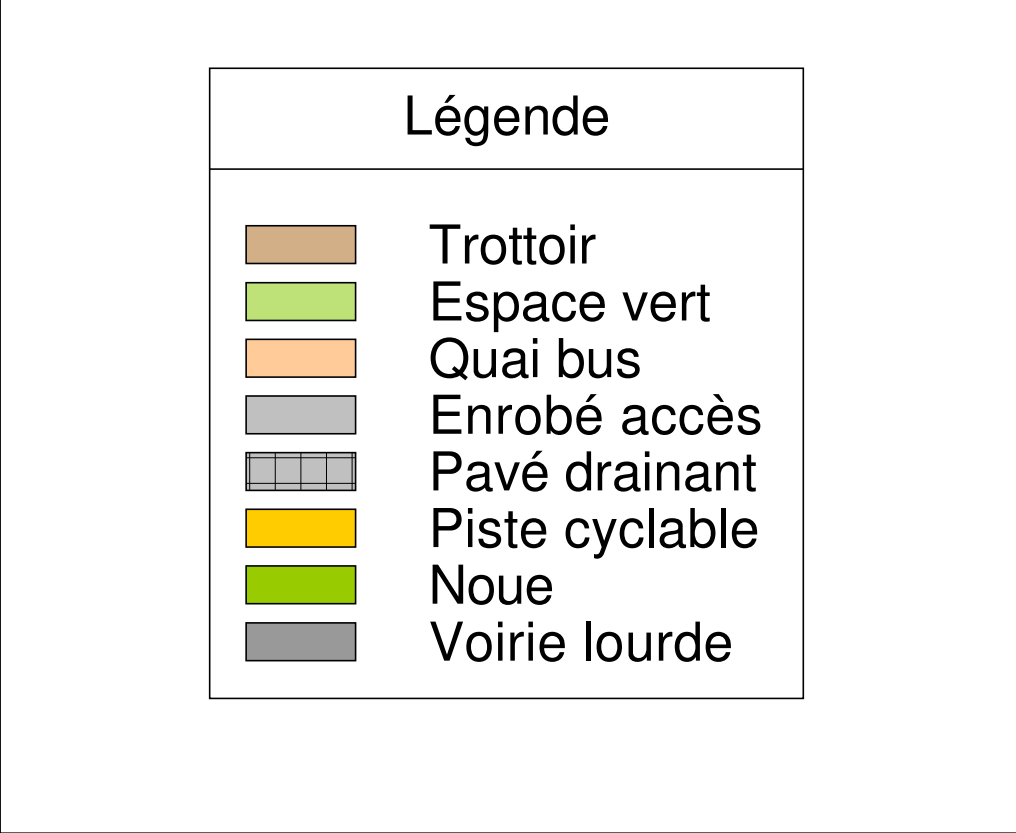 Légende
Trottoir
Espace vert
Quai bus
Enrobé accès
Pavé drainant
Piste cyclable
Noue
Voirie lourde